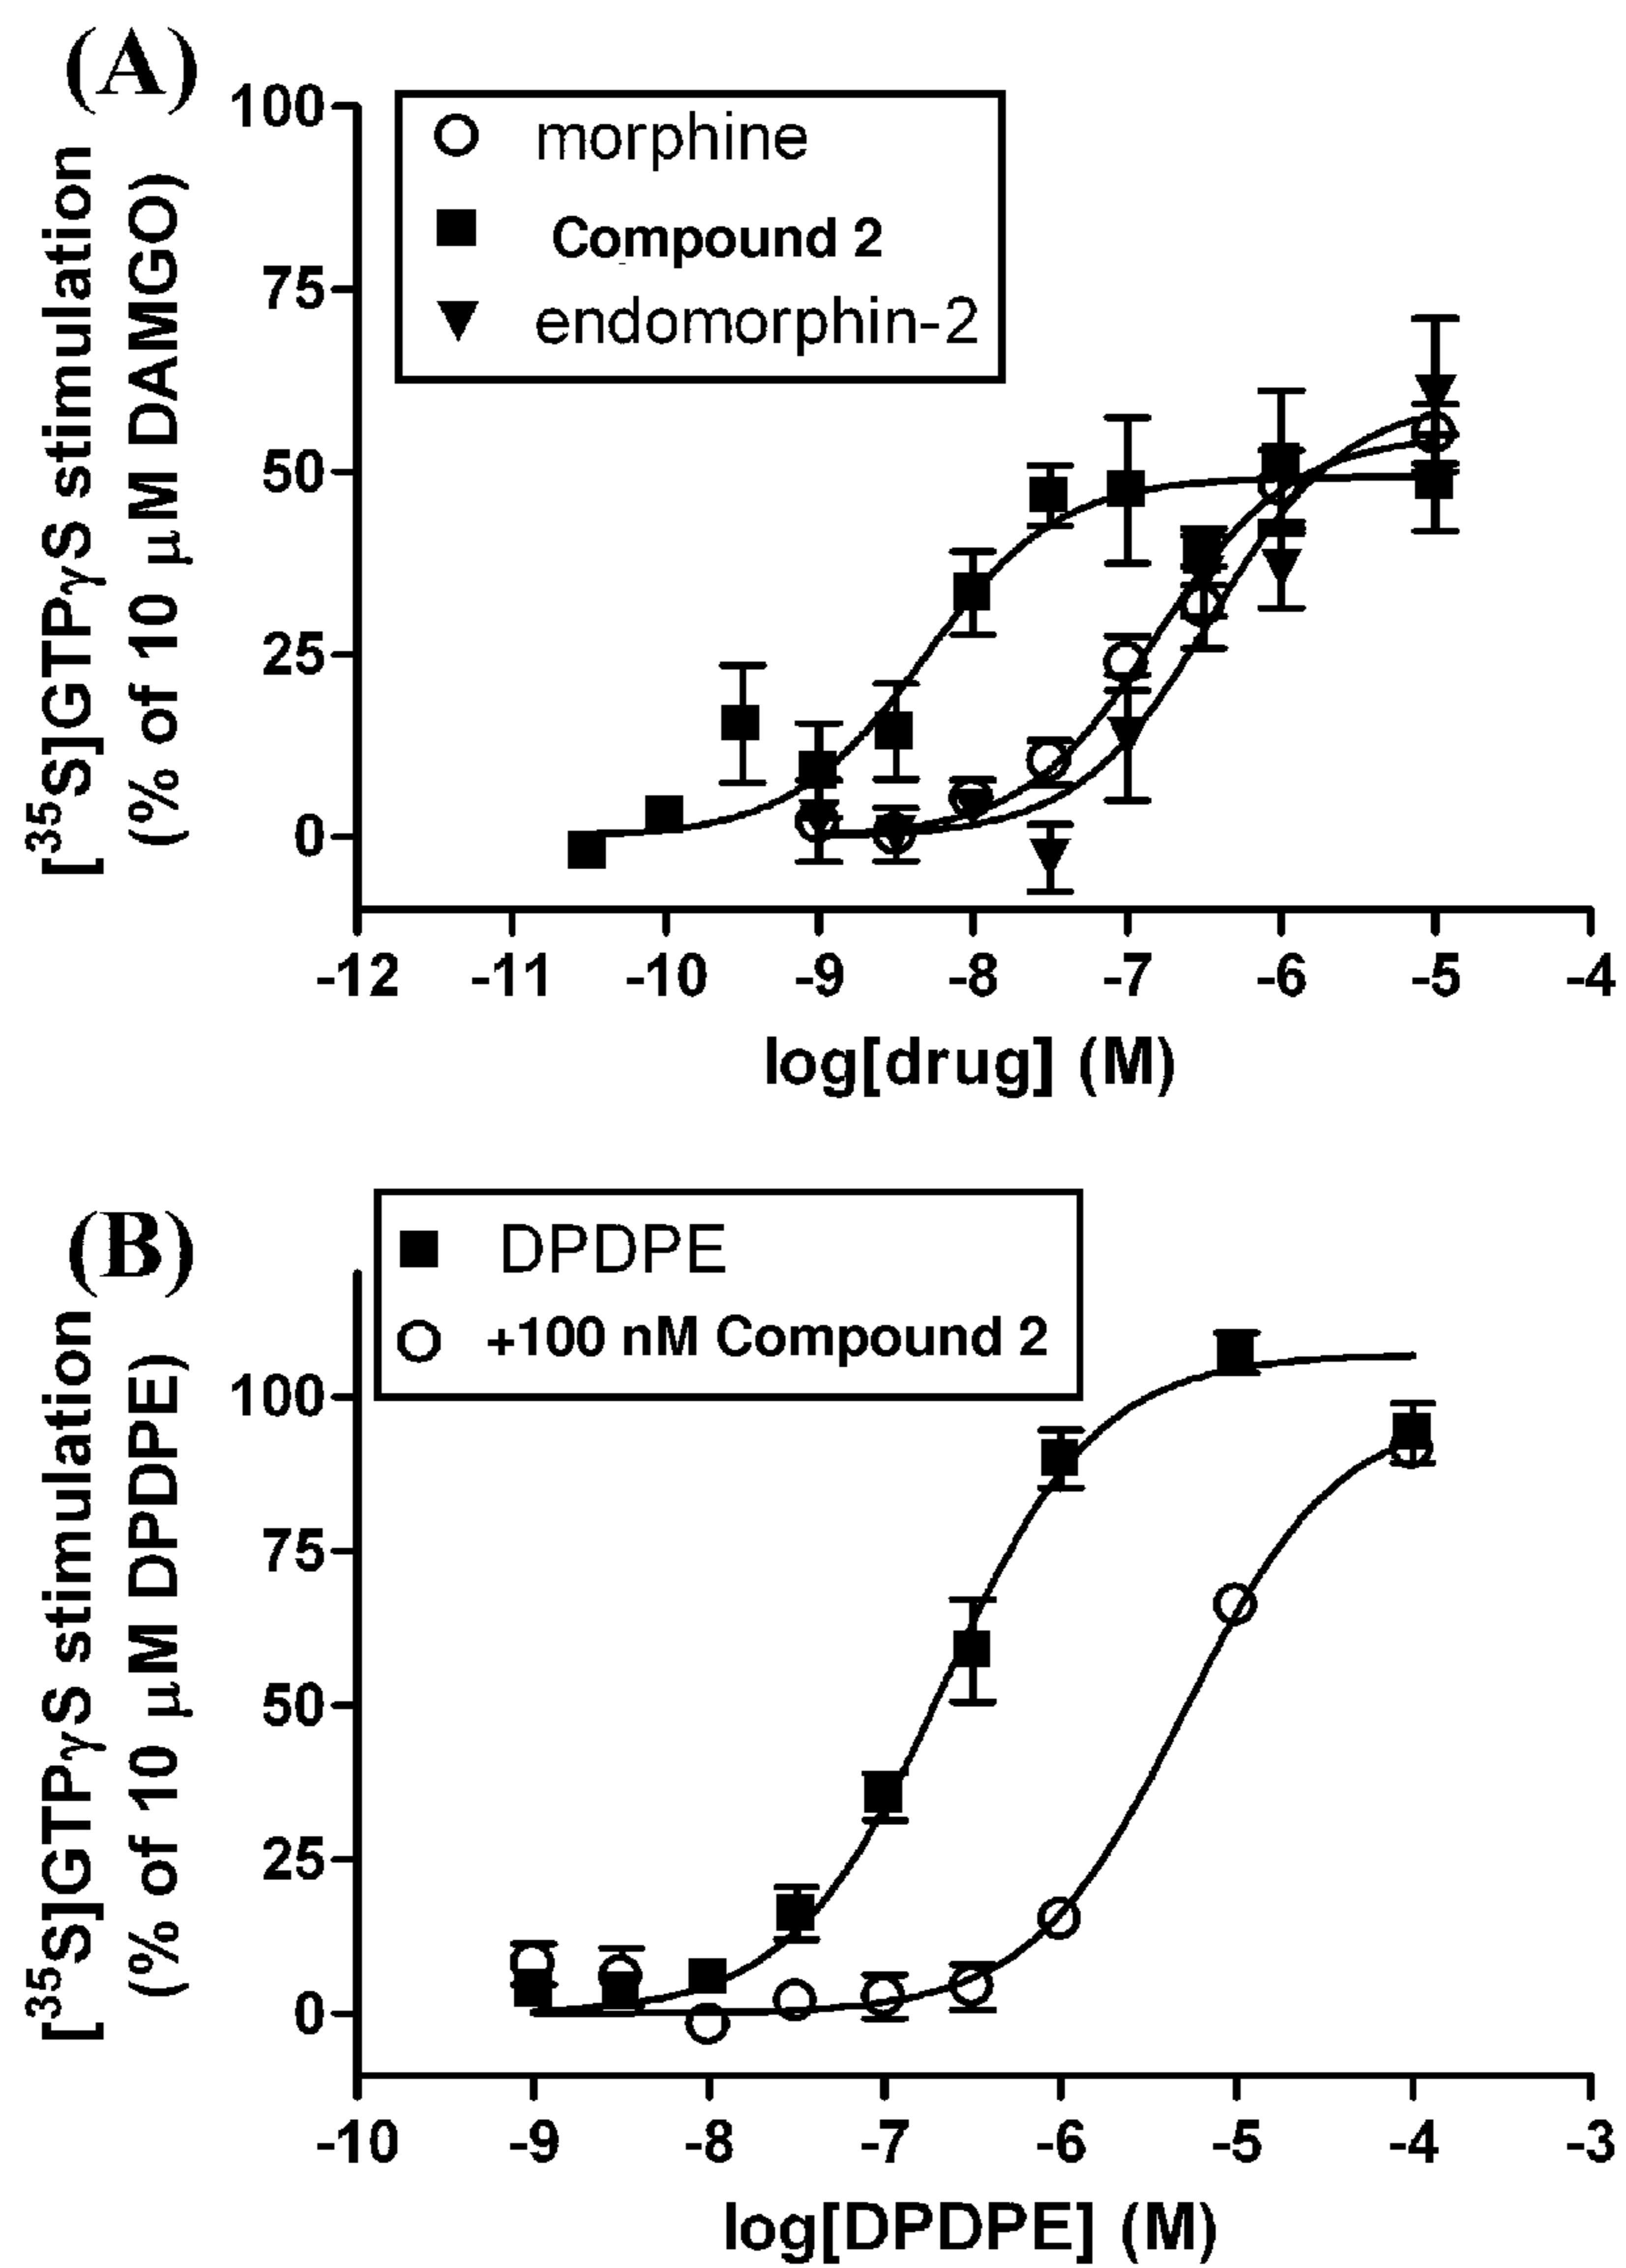 (A)
[³⁵S]GTPγS stimulation
(% of 10 µM DAMGO)
100
75
50
25
0
morphine
Compound 2
endomorphin-2
-12 -11 -10 -9 -8 -7 -6 -5 -4
log[drug] (M)
(B)
[³⁵S]GTPγS stimulation
(% of 10 µM DPDPE)
100
75
50
25
0
DPDPE
+100 nM Compound 2
-10 -9 -8 -7 -6 -5 -4 -3
log[DPDPE] (M)